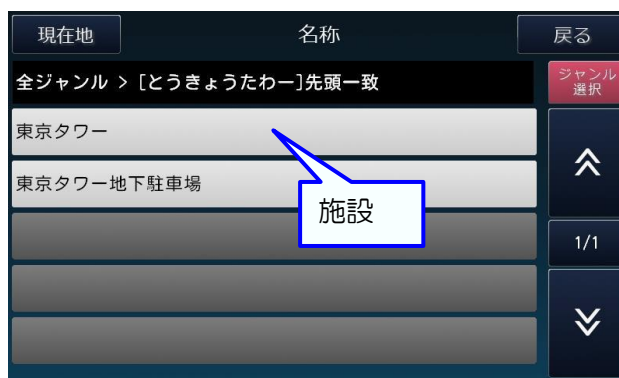 現在地
名称
戻る
全ジャンル > [とうきょうたわー]先頭一致
ジャンル
選択
東京タワー
東京タワー地下駐車場
施設
1/1